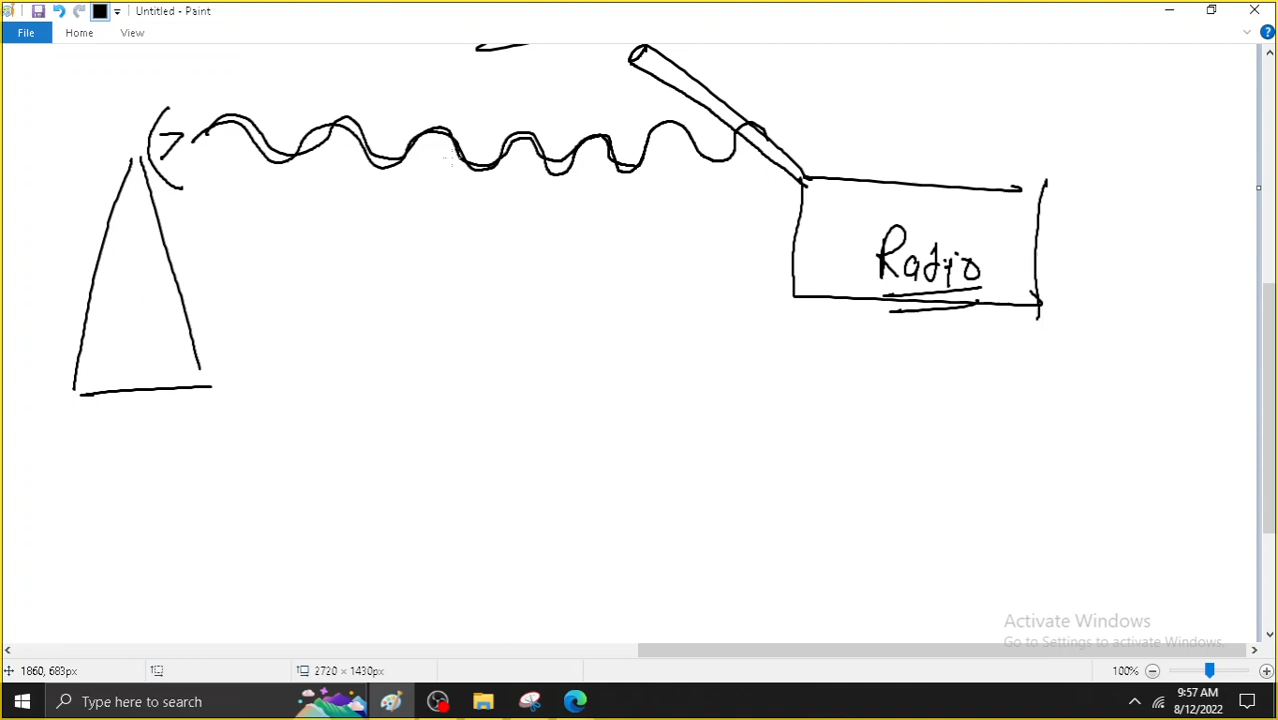 Untitled - Paint
File Home View
Radio
Activate Windows
Go to Settings to activate Windows.
1860, 683px
2720 × 1430px
100%
Type here to search
9:57 AM
8/12/2022